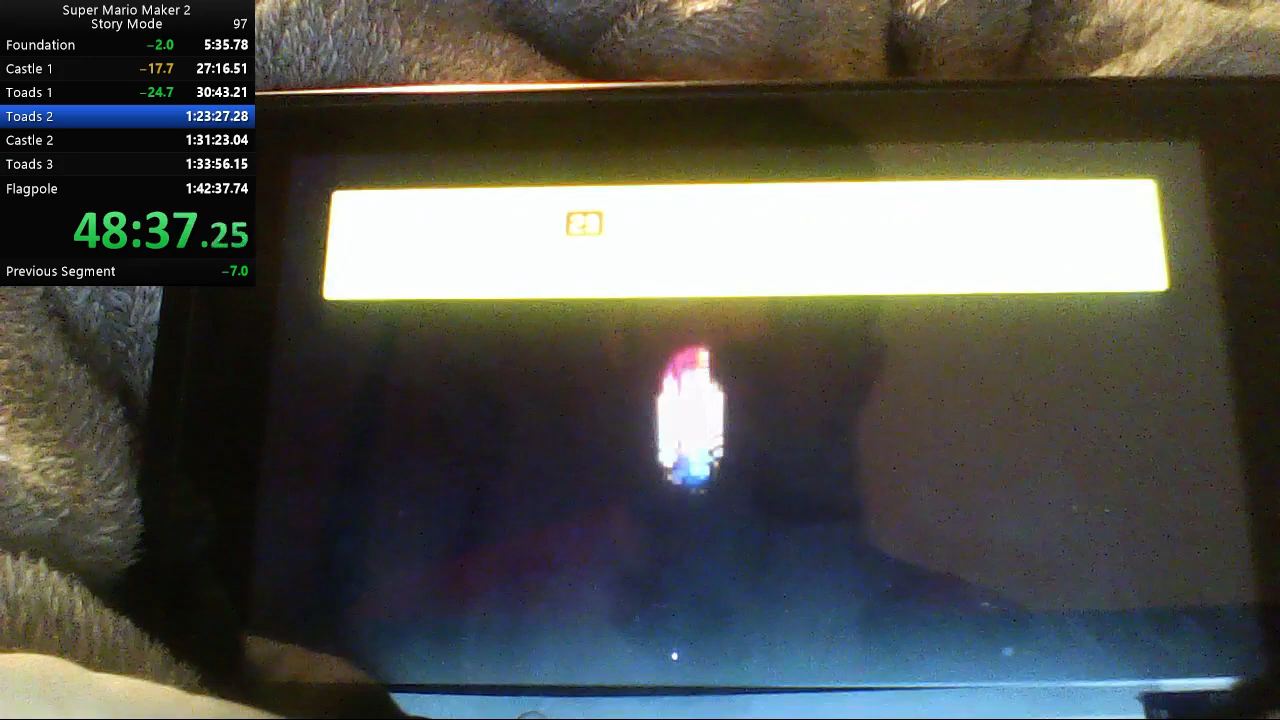 Super Mario Maker 2
Story Mode 97
Foundation −2.0 5:35.78
Castle 1 −17.7 27:16.51
Toads 1 −24.7 30:43.21
Toads 2 1:23:27.28
Castle 2 1:31:23.04
Toads 3 1:33:56.15
Flagpole 1:42:37.74
48:37.25
Previous Segment −7.0